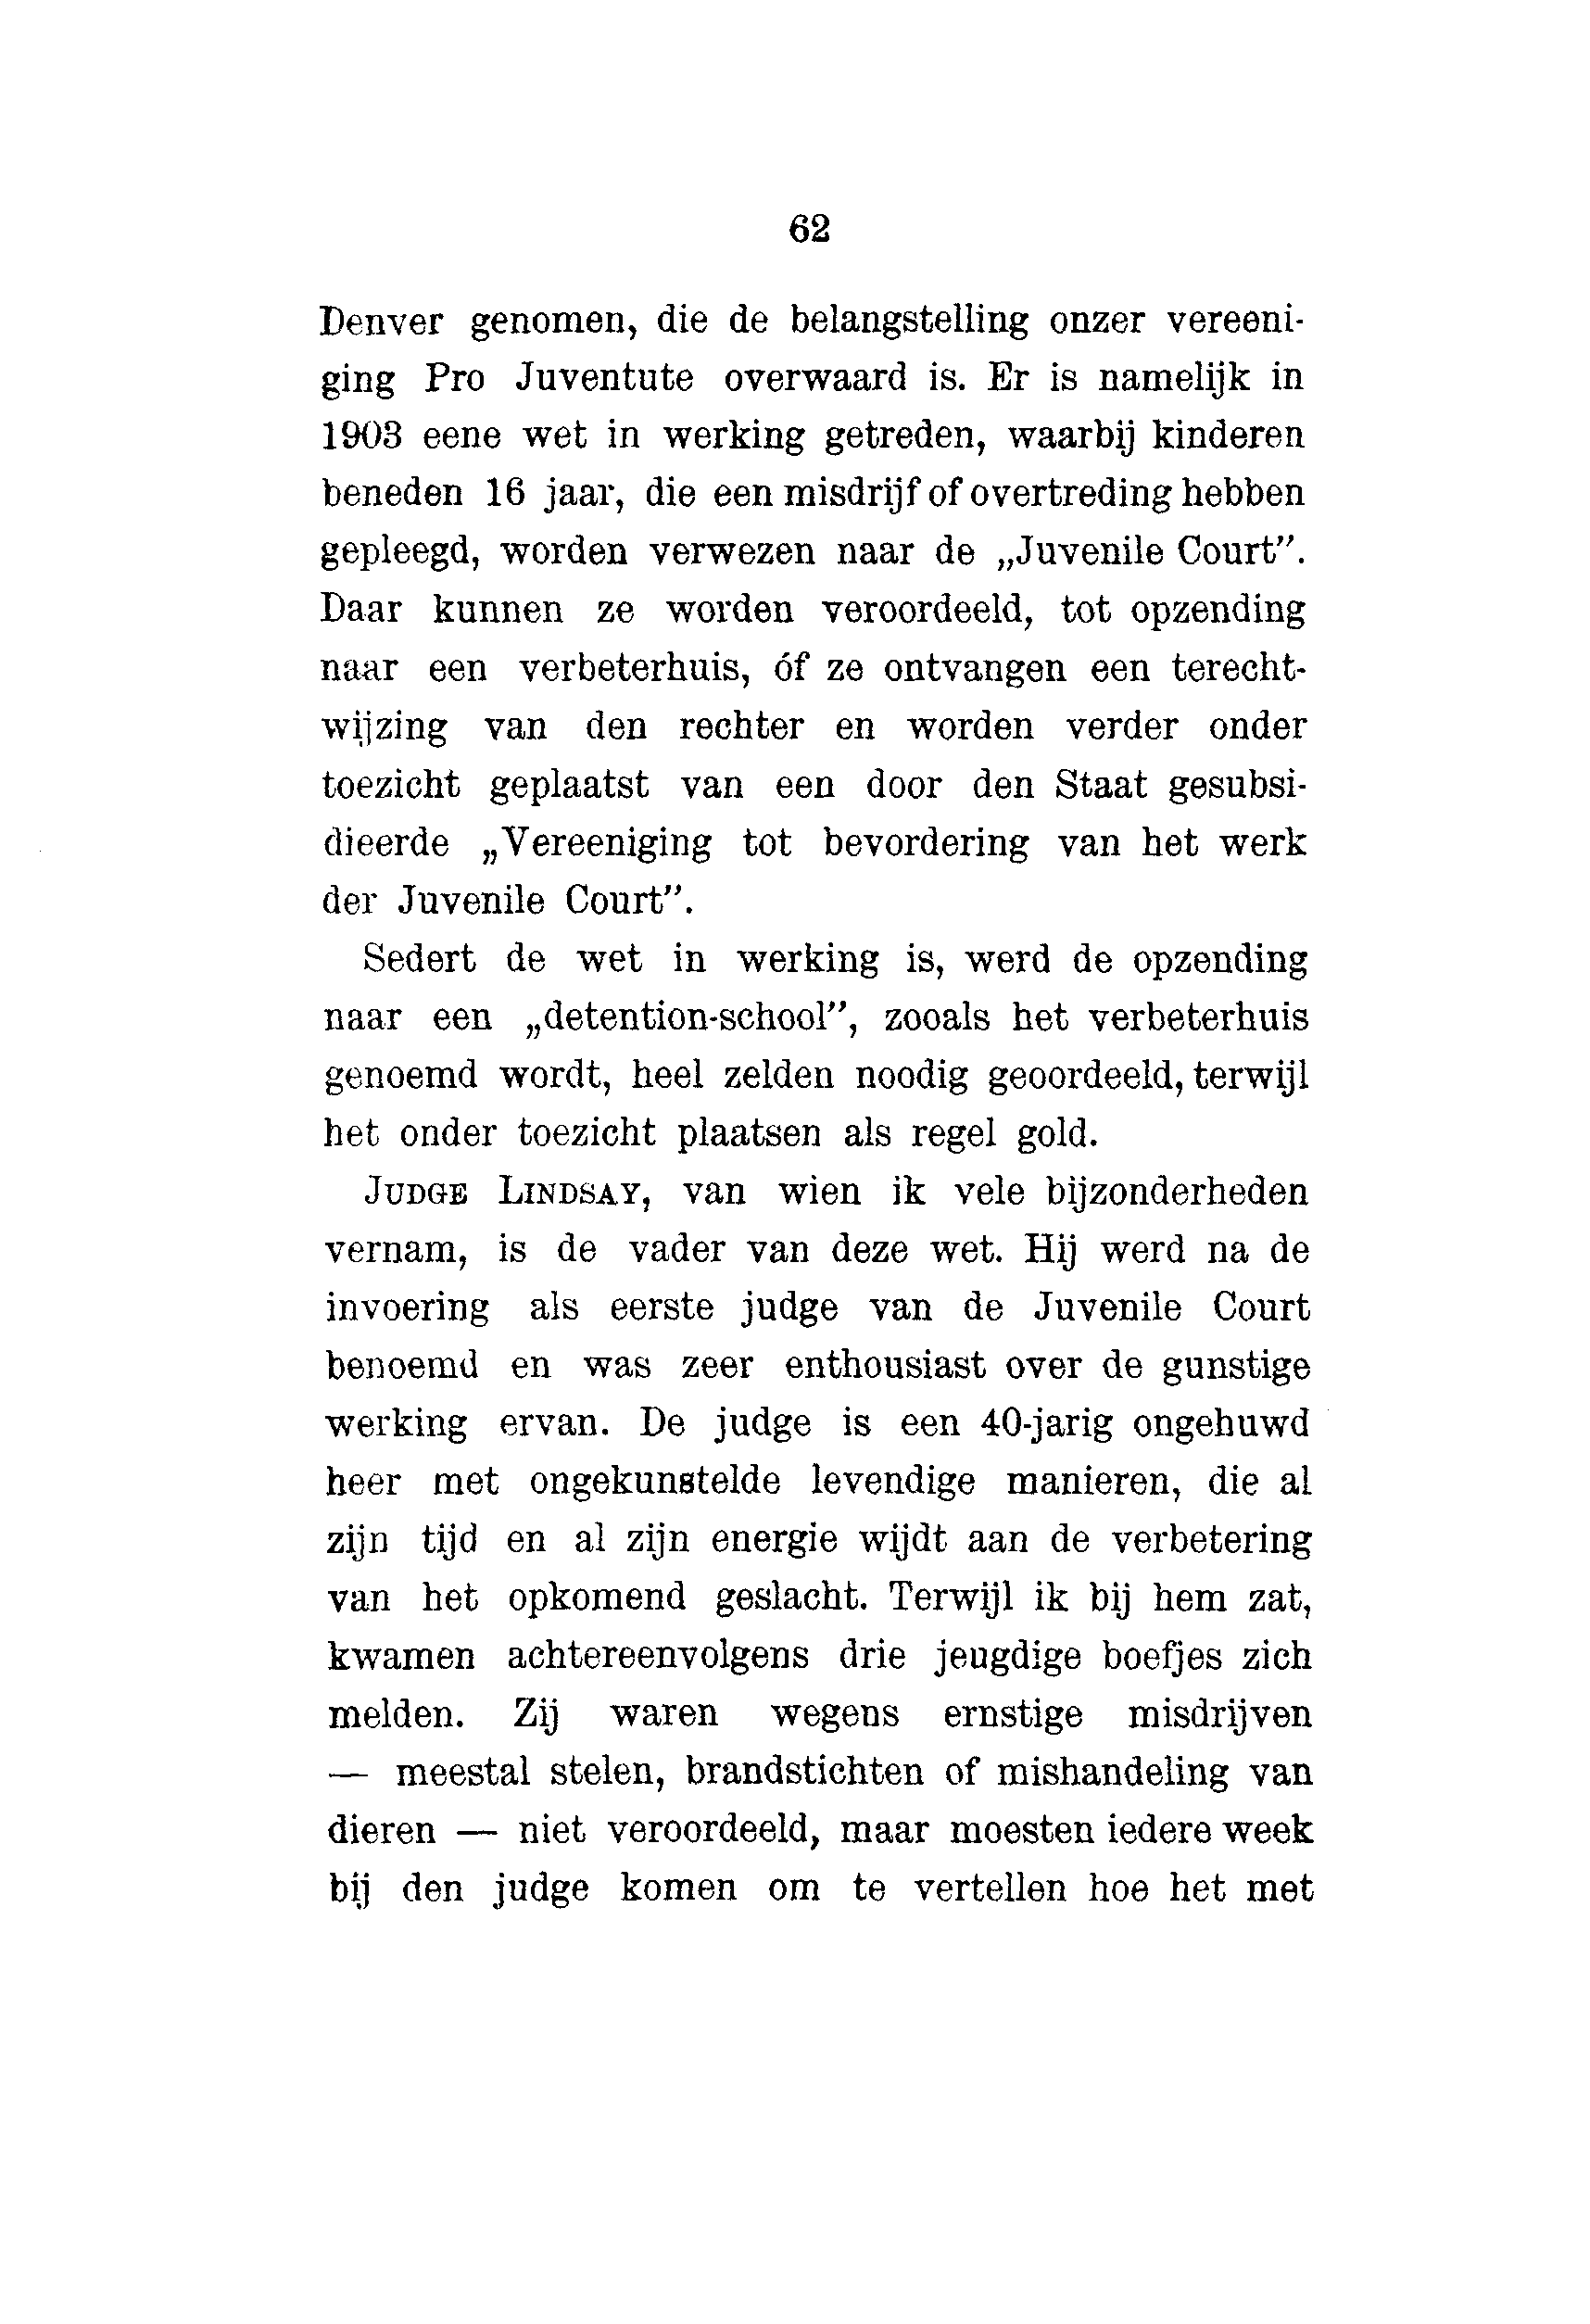 62
Denver genomen, die de belangstelling onzer vereeni-
ging Pro Juventute overwaard is. Er is namelijk in
1903 eene wet in werking getreden, waarbij kinderen
beneden 16 jaar, die een misdrijf of overtreding hebben
gepleegd, worden verwezen naar de „Juvenile Court”.
Daar kunnen ze worden veroordeeld, tot opzending
naar een verbeterhuis, óf ze ontvangen een terecht-
wijzing van den rechter en worden verder onder
toezicht geplaatst van een door den Staat gesubsi-
dieerde „Vereeniging tot bevordering van het werk
der Juvenile Court”.
Sedert de wet in werking is, werd de opzending
naar een „detention-school”, zooals het verbeterhuis
genoemd wordt, heel zelden noodig geoordeeld, terwijl
het onder toezicht plaatsen als regel gold.
JUDGE LINDSAY, van wien ik vele bijzonderheden
vernam, is de vader van deze wet. Hij werd na de
invoering als eerste judge van de Juvenile Court
benoemd en was zeer enthousiast over de gunstige
werking ervan. De judge is een 40-jarig ongehuwd
heer met ongekunstelde levendige manieren, die al
zijn tijd en al zijn energie wijdt aan de verbetering
van het opkomend geslacht. Terwijl ik bij hem zat,
kwamen achtereenvolgens drie jeugdige boefjes zich
melden. Zij waren wegens ernstige misdrijven
— meestal stelen, brandstichten of mishandeling van
dieren — niet veroordeeld, maar moesten iedere week
bij den judge komen om te vertellen hoe het met